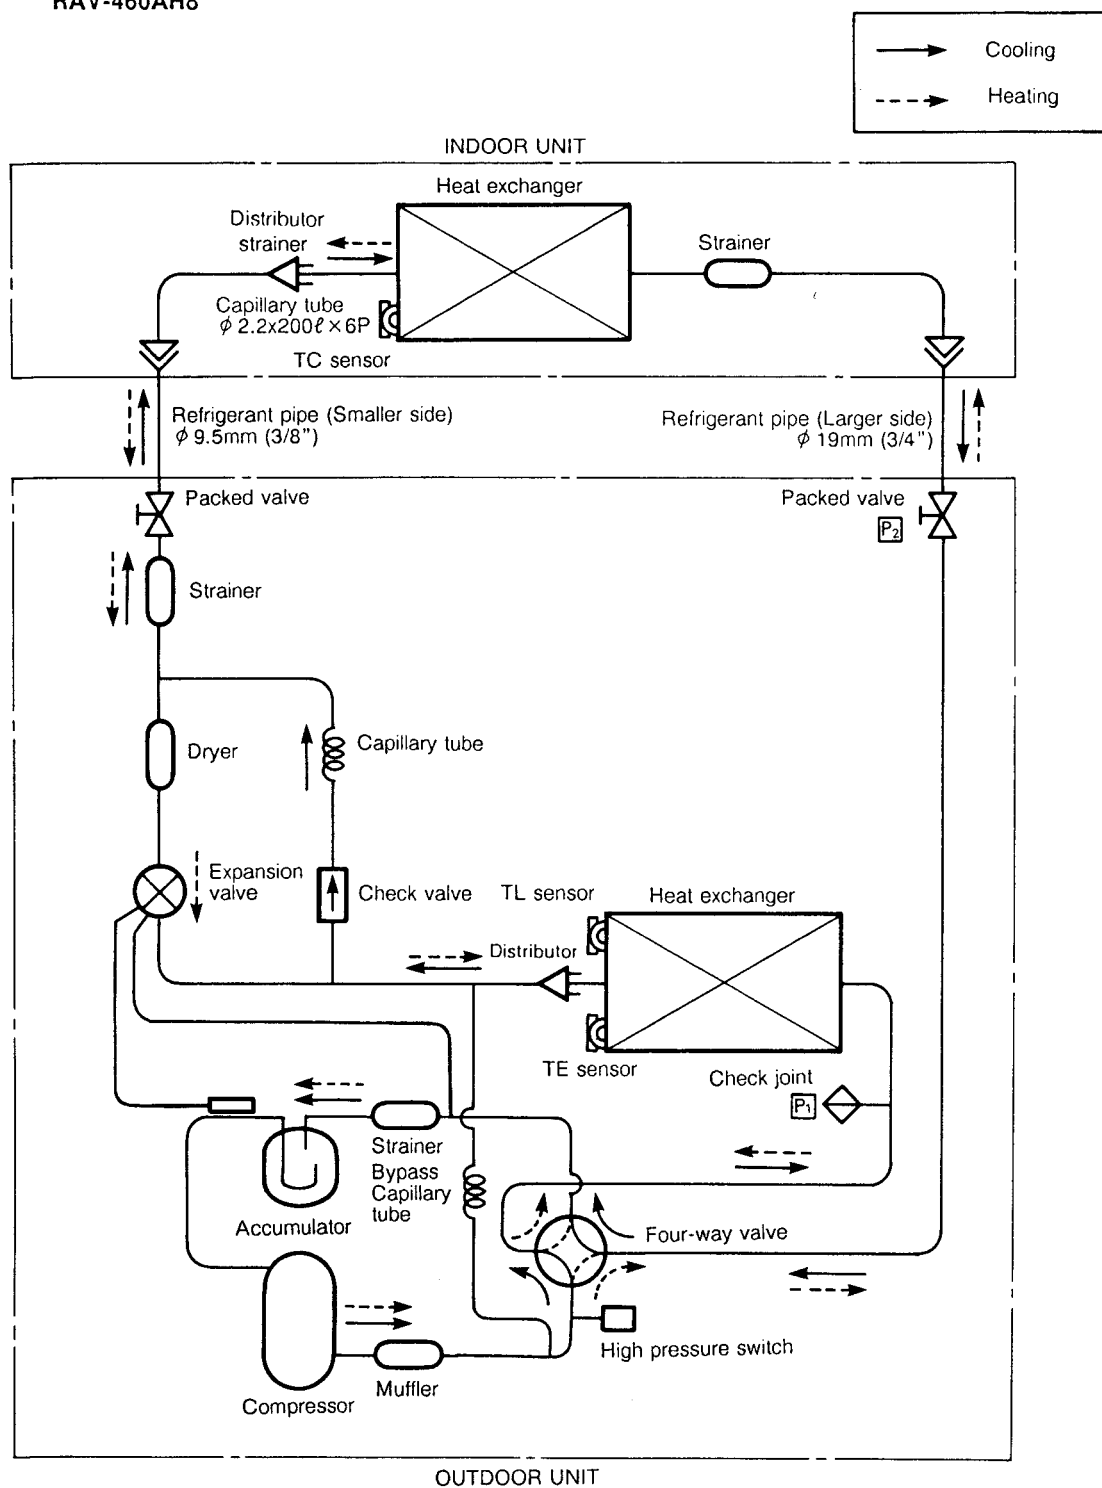 RAV-460AH8
Cooling
Heating
INDOOR UNIT
Heat exchanger
Distributor
strainer
Strainer
Capillary tube
ϕ 2.2x200ℓ×6P
TC sensor
Refrigerant pipe (Smaller side)
ϕ 9.5mm (3/8")
Refrigerant pipe (Larger side)
ϕ 19mm (3/4")
Packed valve
Packed valve
P₂
Strainer
Dryer
Capillary tube
Expansion
valve
Check valve
TL sensor
Heat exchanger
Distributor
TE sensor
Check joint
P₁
Strainer
Bypass
Capillary
tube
Accumulator
Four-way valve
High pressure switch
Muffler
Compressor
OUTDOOR UNIT